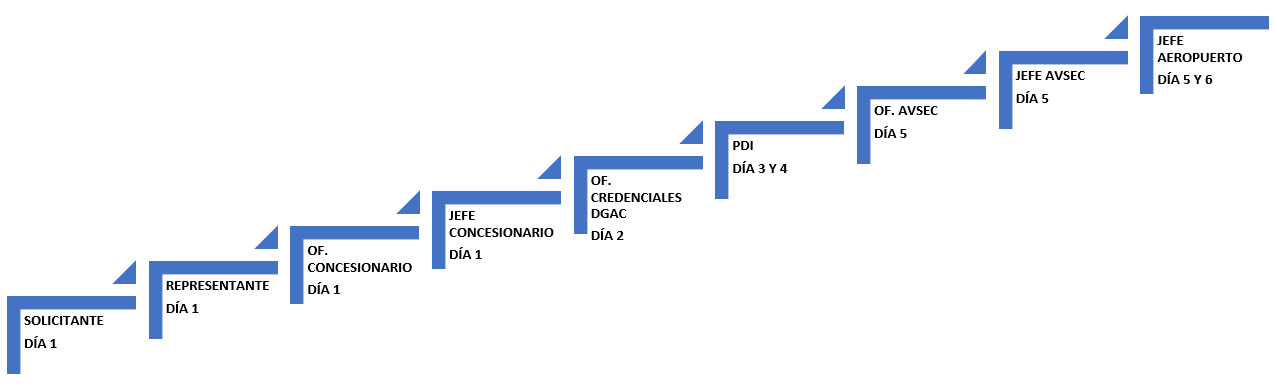 SOLICITANTE
DÍA 1
REPRESENTANTE
DÍA 1
OF.
CONCESIONARIO
DÍA 1
JEFE
CONCESIONARIO
DÍA 1
OF.
CREDENCIALES
DGAC
DÍA 2
PDI
DÍA 3 Y 4
OF. AVSEC
DÍA 5
JEFE AVSEC
DÍA 5
JEFE
AEROPUERTO
DÍA 5 Y 6